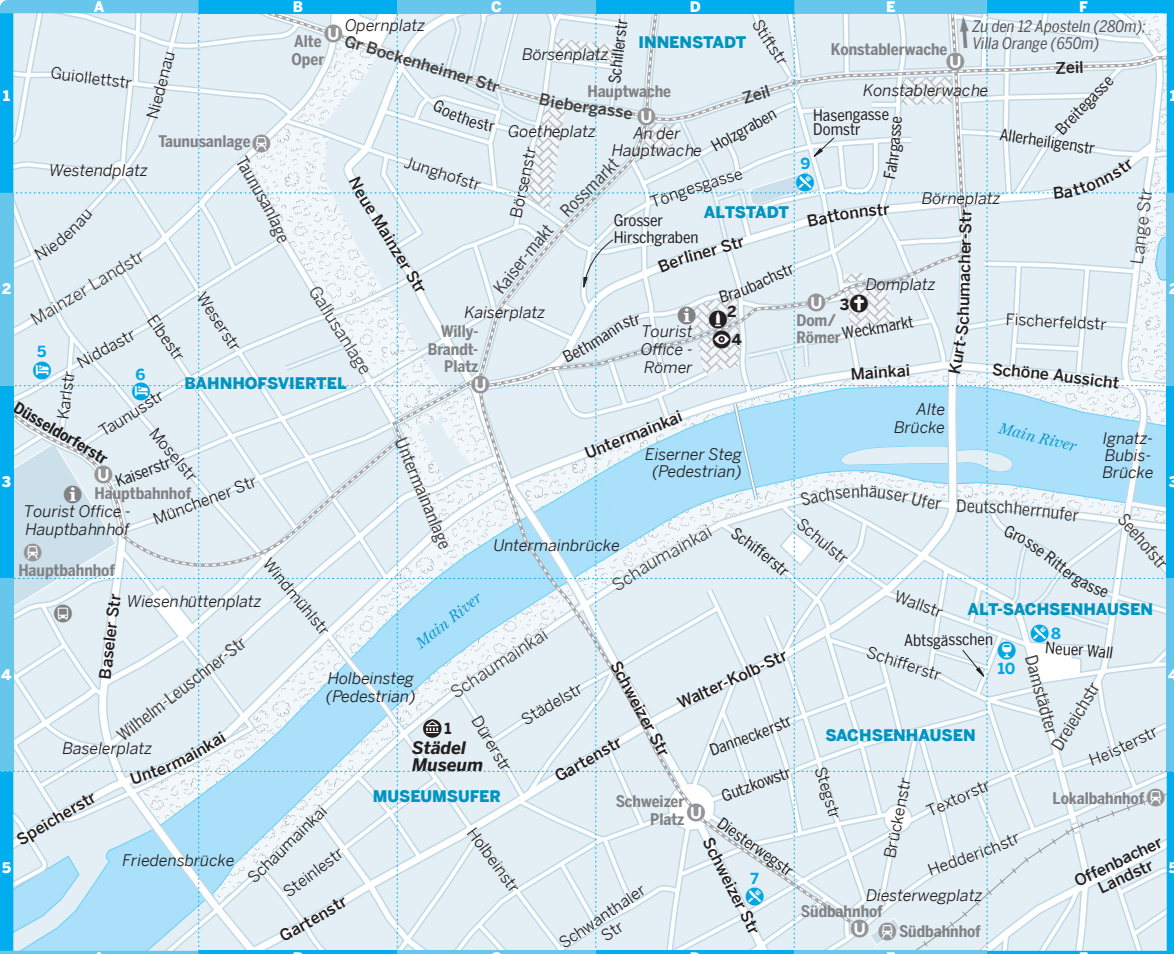 A B C D E F
Opernplatz
Alte
Oper
Gr Bockenheimer Str
Börsenplatz
Schillerstr
INNENSTADT
Stiftstr
Konstablerwache
Zu den 12 Aposteln (280m);
Villa Orange (650m)
Guiollettstr
Niedenau
Hauptwache
Zeil
Zeil
Konstablerwache
1
1
Biebergasse
Goethestr
Goetheplatz
An der
Hauptwache
Holzgraben
Hasengasse
Domstr
Fahrgasse
Breitegasse
Allerheiligenstr
Taunusanlage
Westendplatz
Taunusanlage
Junghofstr
Börsenstr
Rossmarkt
Töngesgasse
9
Battonnstr
Neue Mainzer Str
ALTSTADT
Battonnstr
Börneplatz
Lange Str
Niedenau
Grosser
Hirschgraben
Berliner Str
Kaiser-makt
Kurt-Schumacher-Str
Mainzer Landstr
2
2
Gallusanlage
Weserstr
Elbestr
Niddastr
Kaiserplatz
Braubachstr
Domplatz
Willy-
Brandt-
Platz
Bethmannstr
Tourist
Office -
Römer
2
4
3
Dom/
Römer
Weckmarkt
Fischerfeldstr
5
6
Karlstr
BAHNHOFSVIERTEL
Taunusstr
Mainkai
Schöne Aussicht
Düsseldorferstr
Moselstr
Kaiserstr
Hauptbahnhof
Münchener Str
Untermainkai
Alte
Brücke
Main River
Eiserner Steg
(Pedestrian)
Ignatz-
Bubis-
Brücke
3
3
Tourist Office -
Hauptbahnhof
Hauptbahnhof
Untermainanlage
Untermainbrücke
Schaumainkai
Sachsenhäuser Ufer
Deutschherrnufer
Schifferstr
Schulstr
Grosse Rittergasse
Seehofstr
Windmühlstr
Wiesenhüttenplatz
Baseler Str
Main River
Wallstr
ALT-SACHSENHAUSEN
8
Abtsgässchen
Neuer Wall
10
4
4
Wilhelm-Leuschner-Str
Holbeinsteg
(Pedestrian)
Schaumainkai
Schweizer Str
Walter-Kolb-Str
Schifferstr
Darmstädter
Dreieichstr
Städelstr
1
Städel
Museum
Dürerstr
Gartenstr
Danneckerstr
SACHSENHAUSEN
Heisterstr
Baselerplatz
Untermainkai
MUSEUMSUFER
Schweizer
Platz
Gutzkowstr
Stegstr
Brückenstr
Textorstr
Lokalbahnhof
Speicherstr
Schaumainkai
Diesterwegstr
Hedderichstr
Offenbacher
Landstr
5
5
Friedensbrücke
Steinlestr
Holbeinstr
Schweizer Str
7
Diesterwegplatz
Gartenstr
Schwanthaler
Str
Südbahnhof
Südbahnhof